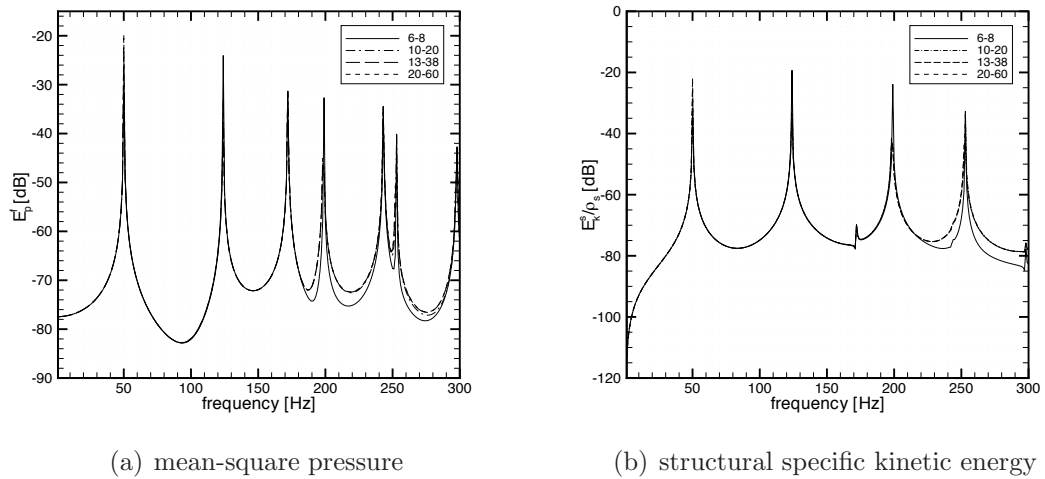 6-8
10-20
13-38
20-60
-20
-30
-40
-50
-60
-70
-80
-90
50 100 150 200 250 300
frequency [Hz]
E_p^f [dB]
(a) mean-square pressure
6-8
10-20
13-38
20-60
0
-20
-40
-60
-80
-100
-120
50 100 150 200 250 300
frequency [Hz]
E_k^s/ρ_s [dB]
(b) structural specific kinetic energy